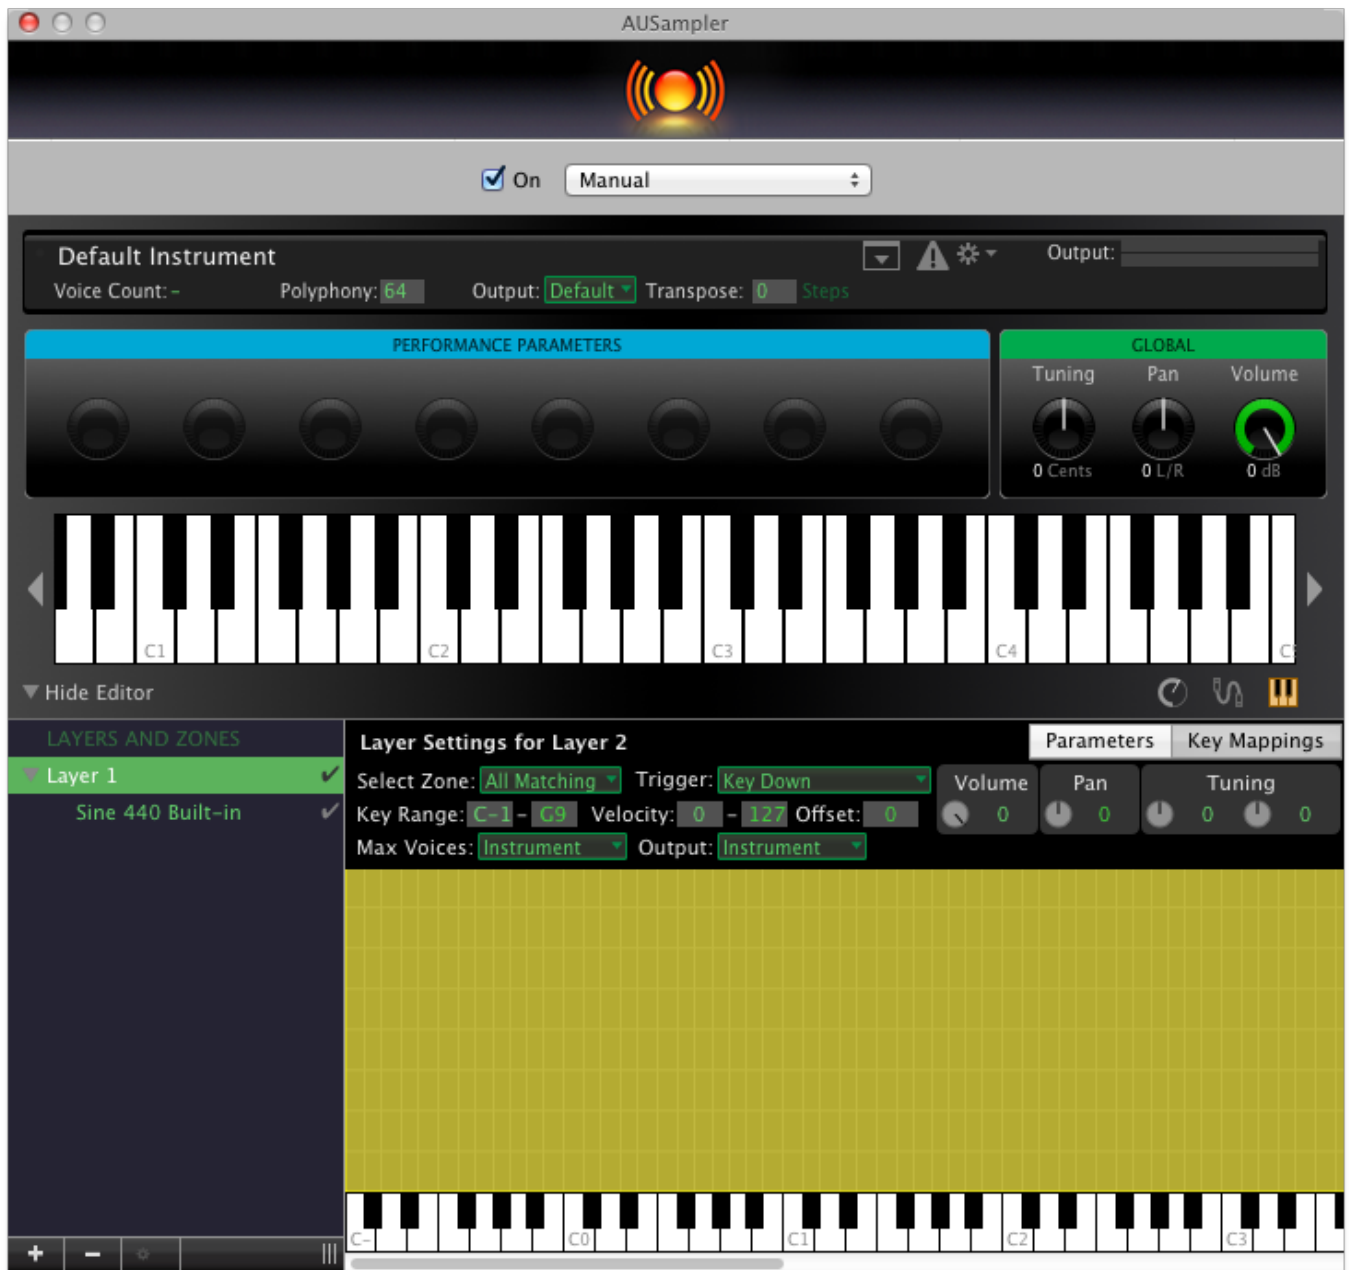 AUSampler
On Manual
Default Instrument Output:
Voice Count: - Polyphony: 64 Output: Default Transpose: 0 Steps
PERFORMANCE PARAMETERS GLOBAL
Tuning Pan Volume
0 Cents 0 L/R 0 dB
C1 C2 C3 C4
Hide Editor
LAYERS AND ZONES
Layer 1
Sine 440 Built-in
Layer Settings for Layer 2 Parameters Key Mappings
Select Zone: All Matching Trigger: Key Down Volume Pan Tuning
Key Range: C-1 - G9 Velocity: 0 - 127 Offset: 0 0 0 0 0
Max Voices: Instrument Output: Instrument
C- C0 C1 C2 C3
+ -